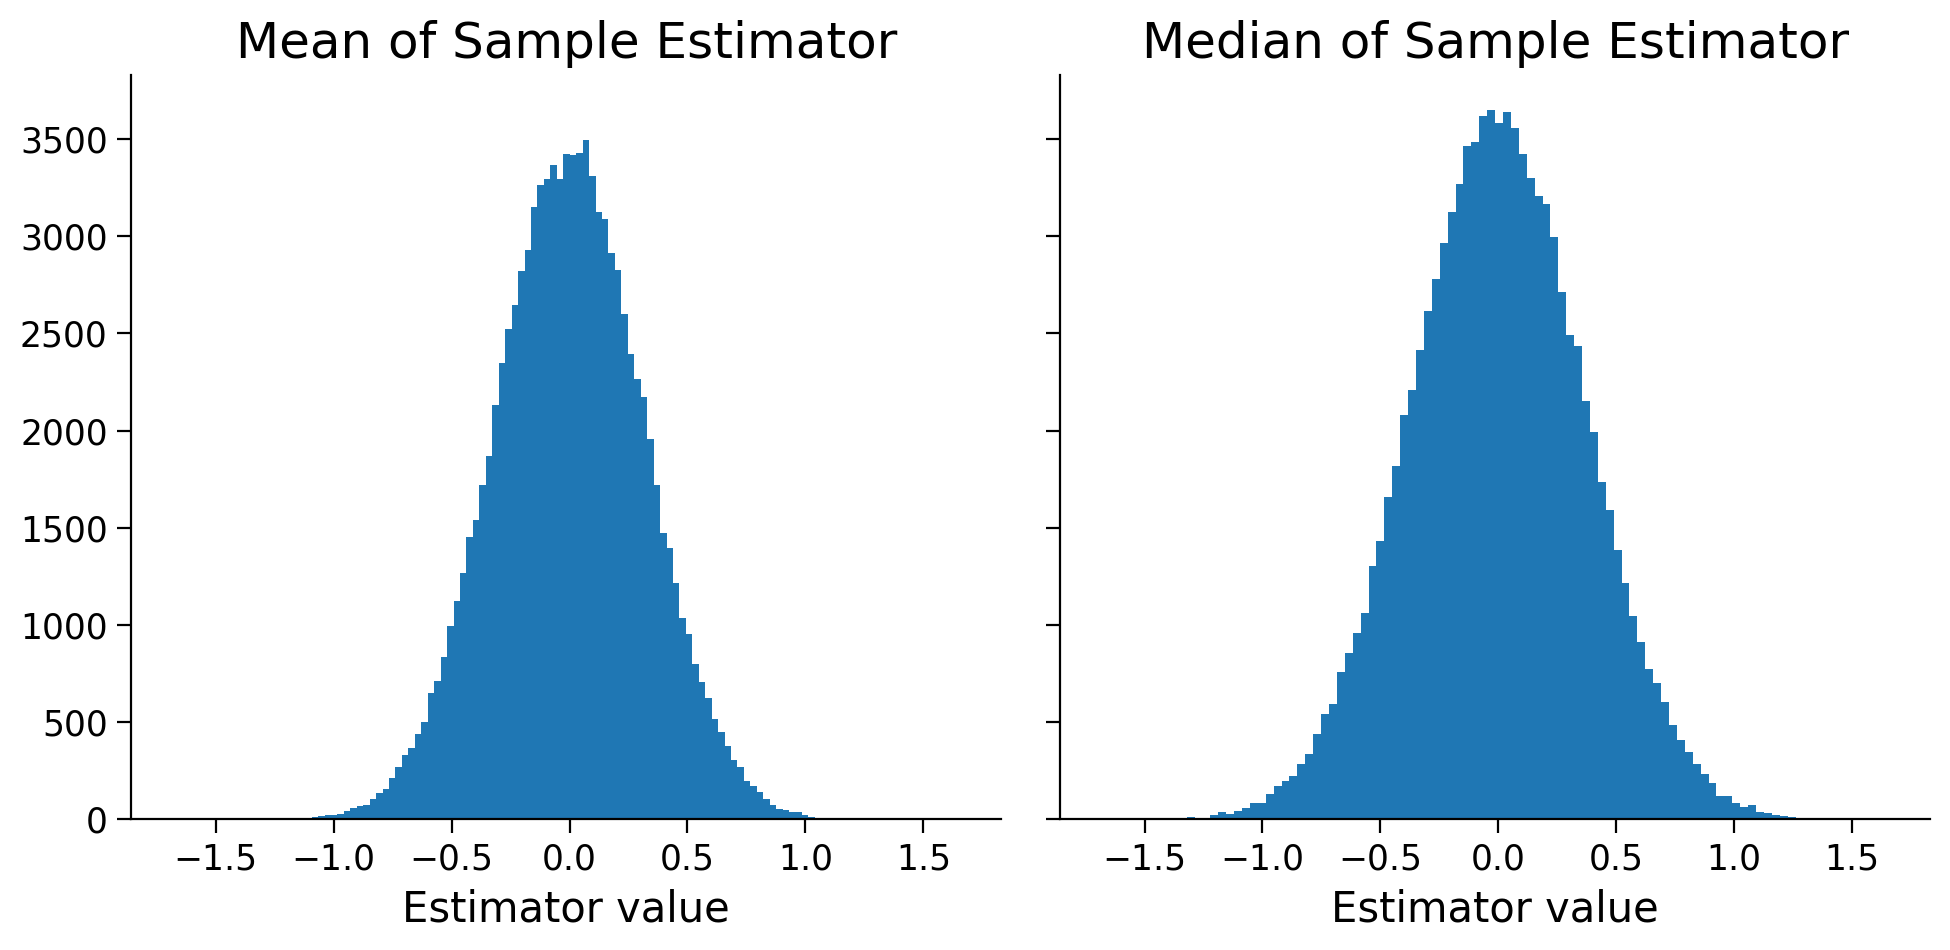 Mean of Sample Estimator
Median of Sample Estimator
3500
3000
2500
2000
1500
1000
500
0
−1.5 −1.0 −0.5 0.0 0.5 1.0 1.5
−1.5 −1.0 −0.5 0.0 0.5 1.0 1.5
Estimator value
Estimator value